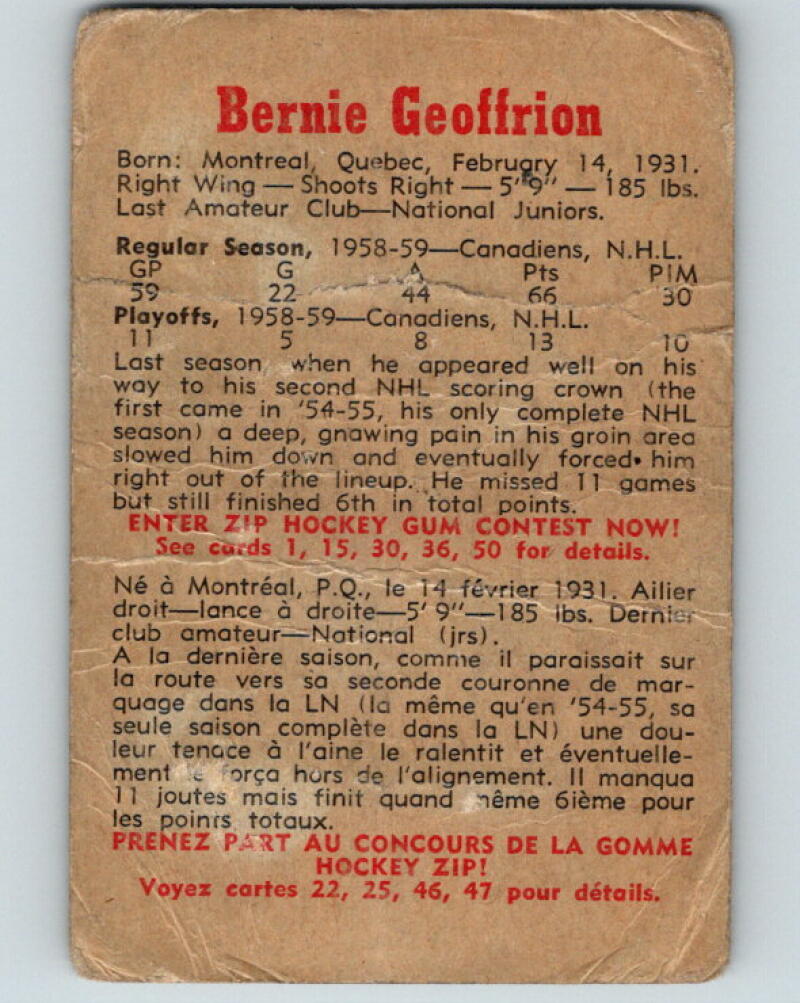 Bernie Geoffrion
Born: Montreal, Quebec, February 14, 1931.
Right Wing — Shoots Right — 5' 9" — 185 lbs.
Last Amateur Club—National Juniors.
Regular Season, 1958-59—Canadiens, N.H.L.
GP G A Pts PIM
59 22 44 66 30
Playoffs, 1958-59—Canadiens, N.H.L.
11 5 8 13 10
Last season, when he appeared well on his
way to his second NHL scoring crown (the
first came in '54-55, his only complete NHL
season) a deep, gnawing pain in his groin area
slowed him down and eventually forced him
right out of the lineup. He missed 11 games
but still finished 6th in total points.
ENTER ZIP HOCKEY GUM CONTEST NOW!
See cards 1, 15, 30, 36, 50 for details.
Né à Montréal, P.Q., le 14 février 1931. Ailier
droit—lance à droite—5' 9"—185 lbs. Dernier
club amateur—National (jrs).
A la dernière saison, comme il paraissait sur
la route vers sa seconde couronne de mar-
quage dans la LN (la même qu'en '54-55, sa
seule saison complète dans la LN) une dou-
leur tenace à l'aine le ralentit et éventuelle-
ment le força hors de l'alignement. Il manqua
11 joutes mais finit quand même 6ième pour
les points totaux.
PRENEZ PART AU CONCOURS DE LA GOMME
HOCKEY ZIP!
Voyez cartes 22, 25, 46, 47 pour détails.